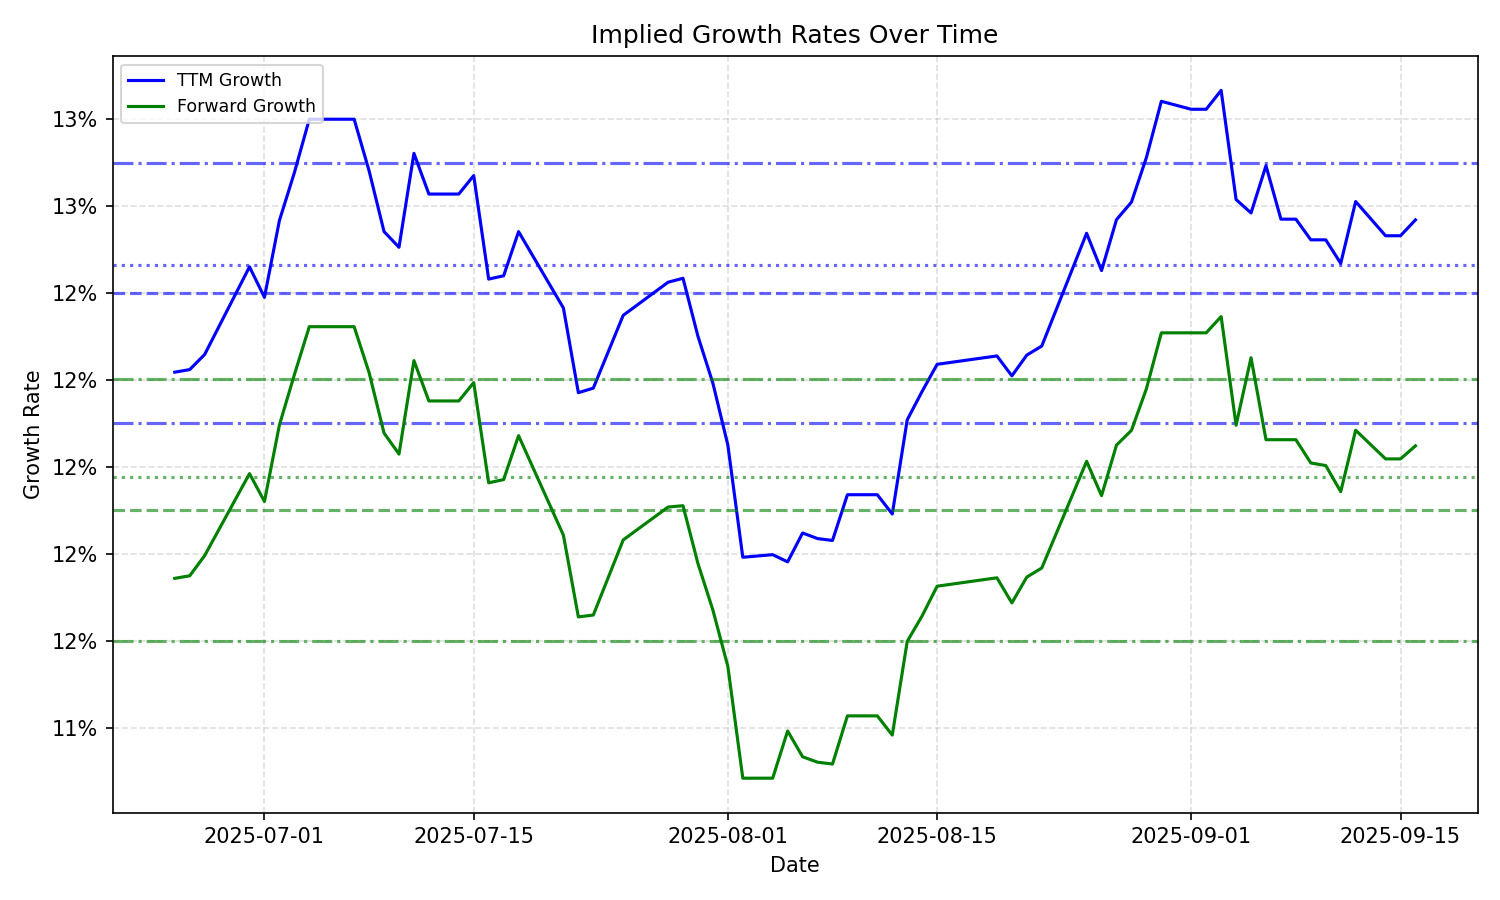 Implied Growth Rates Over Time
TTM Growth
Forward Growth
13%
13%
12%
12%
12%
12%
12%
11%
Growth Rate
2025-07-01
2025-07-15
2025-08-01
2025-08-15
2025-09-01
2025-09-15
Date